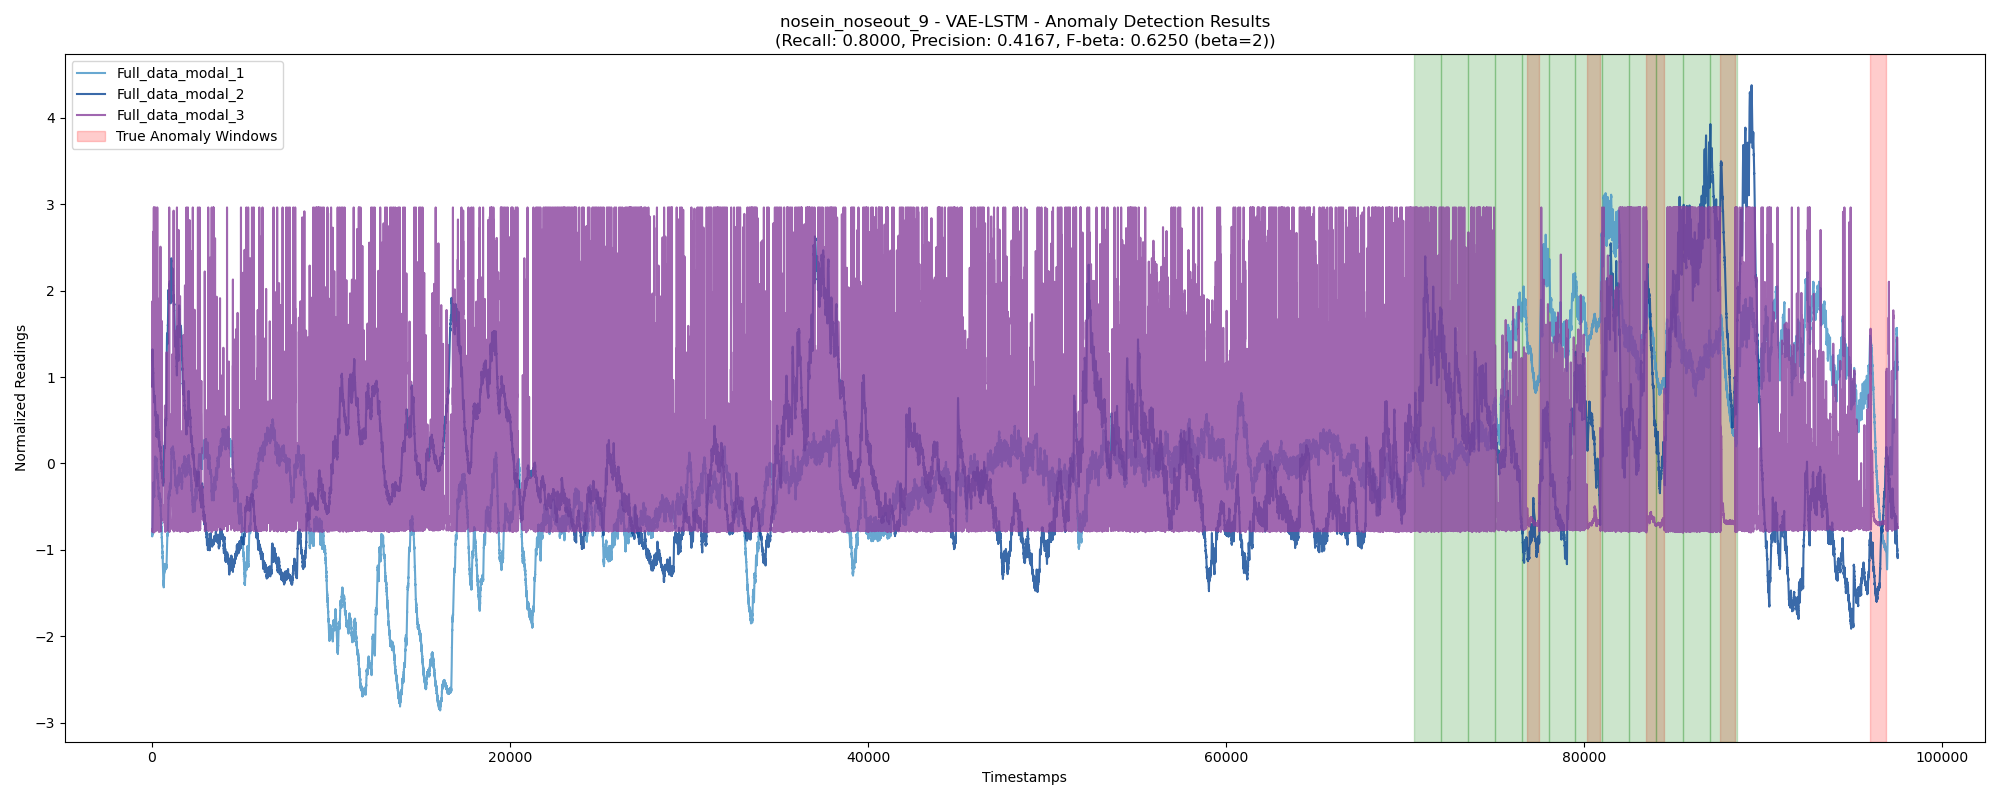 nosein_noseout_9 - VAE-LSTM - Anomaly Detection Results
(Recall: 0.8000, Precision: 0.4167, F-beta: 0.6250 (beta=2))
Full_data_modal_1
Full_data_modal_2
Full_data_modal_3
True Anomaly Windows
Normalized Readings
4
3
2
1
0
−1
−2
−3
0
20000
40000
60000
80000
100000
Timestamps